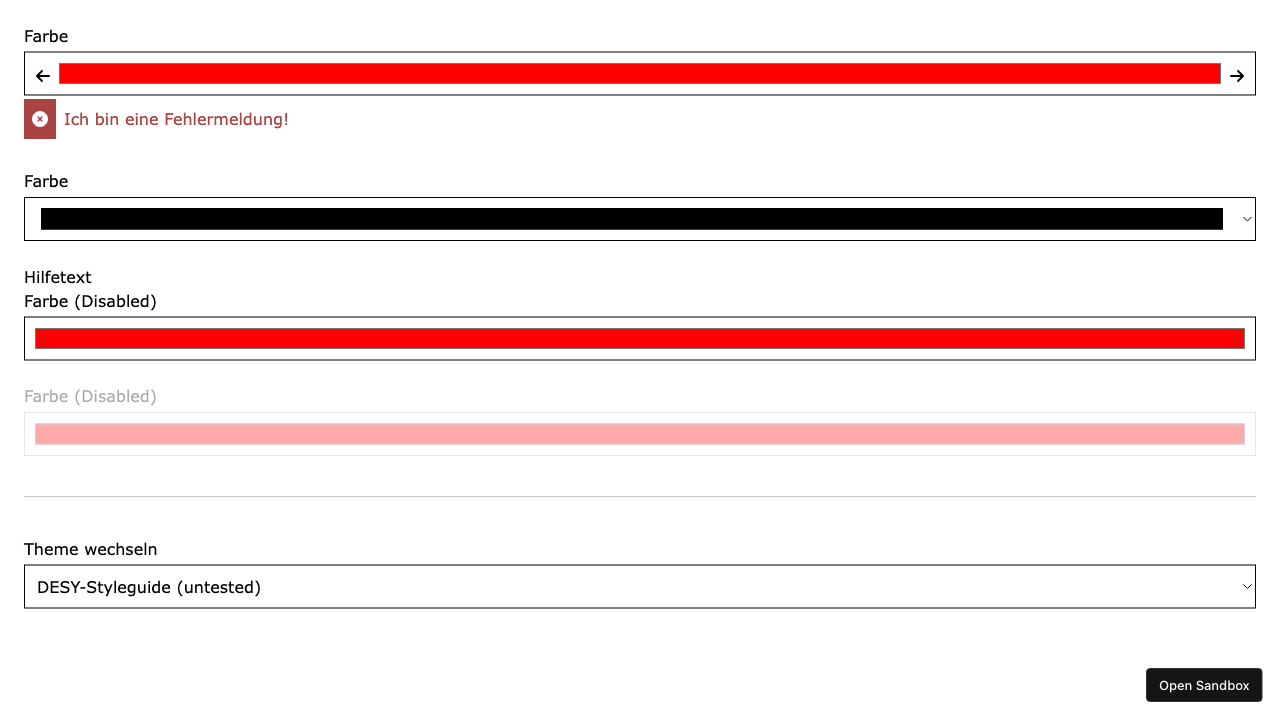 Farbe
Ich bin eine Fehlermeldung!
Farbe
Hilfetext
Farbe (Disabled)
Farbe (Disabled)
Theme wechseln
DESY-Styleguide (untested)
Open Sandbox